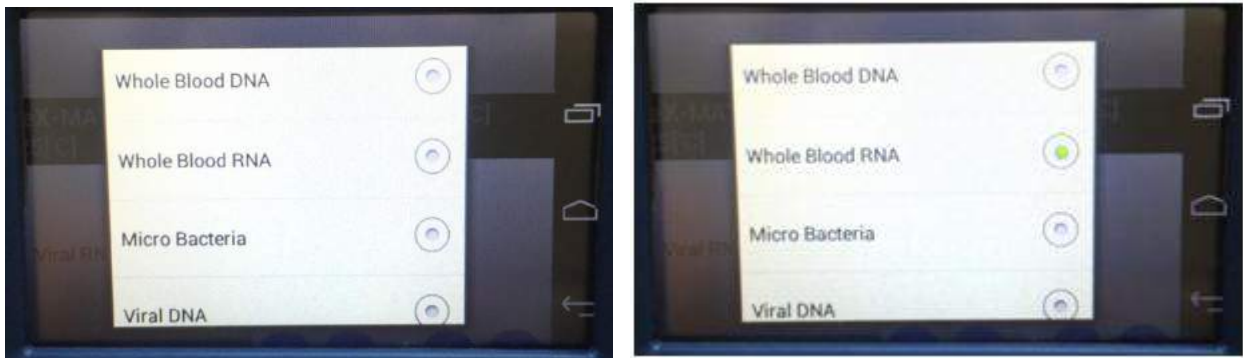 Whole Blood DNA
Whole Blood RNA
Micro Bacteria
Viral DNA
Whole Blood DNA
Whole Blood RNA
Micro Bacteria
Viral DNA